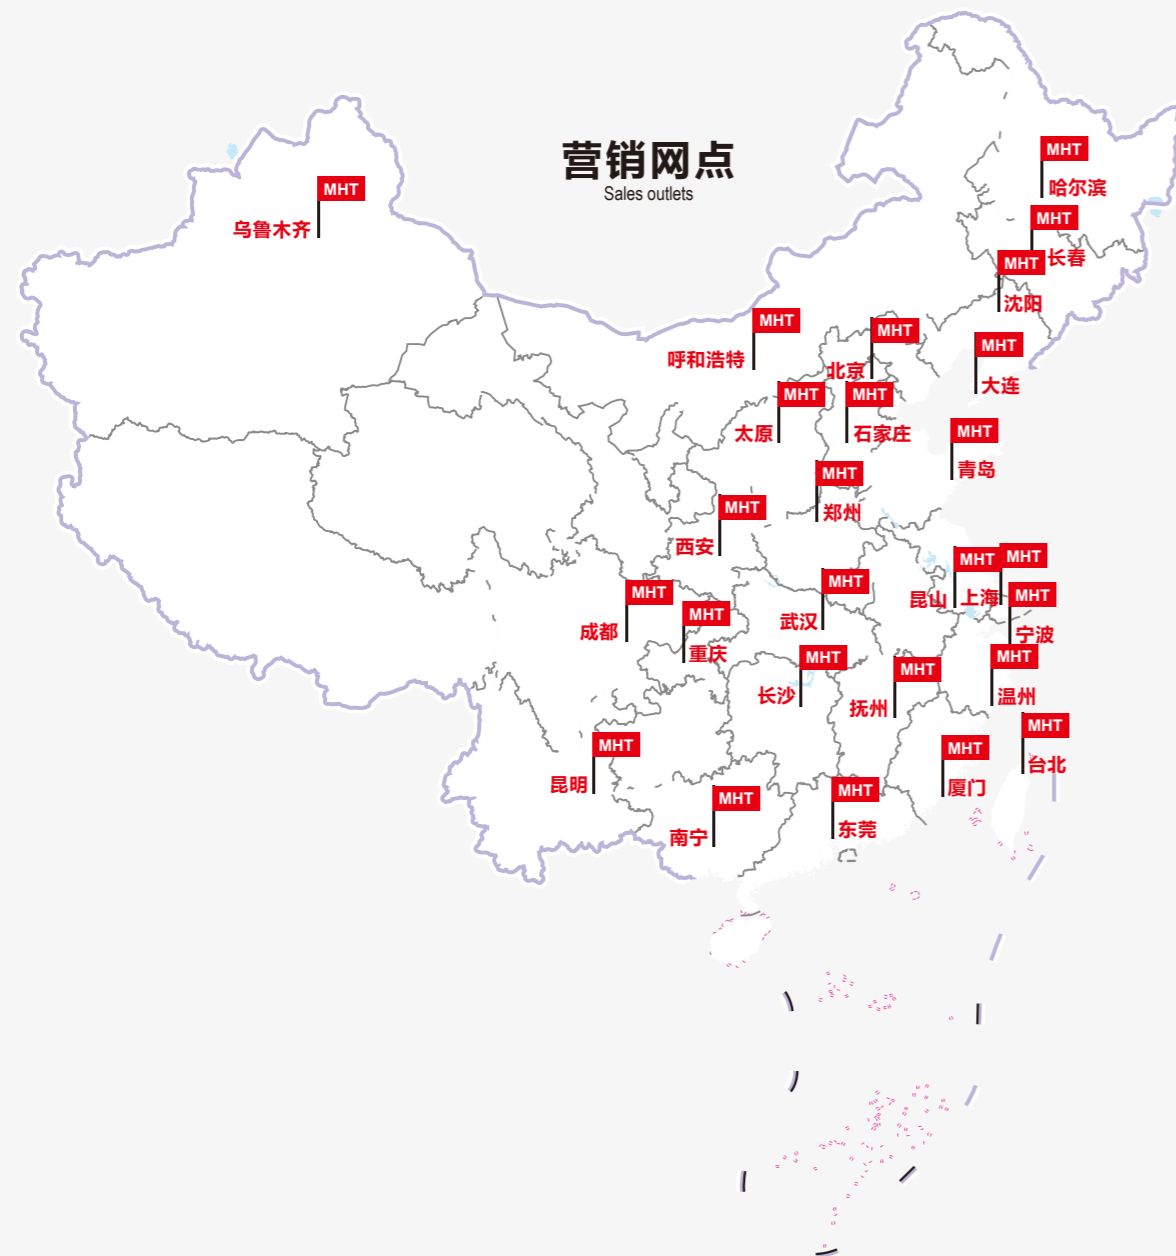 营销网点
Sales outlets
MHT
哈尔滨
MHT
乌鲁木齐
MHT
长春
MHT
沈阳
MHT
呼和浩特
MHT
北京
MHT
大连
MHT
太原
MHT
石家庄
MHT
青岛
MHT
郑州
MHT
西安
MHT
昆山
MHT
上海
MHT
武汉
MHT
成都
MHT
宁波
MHT
重庆
MHT
长沙
MHT
抚州
MHT
温州
MHT
台北
MHT
昆明
MHT
厦门
MHT
南宁
MHT
东莞